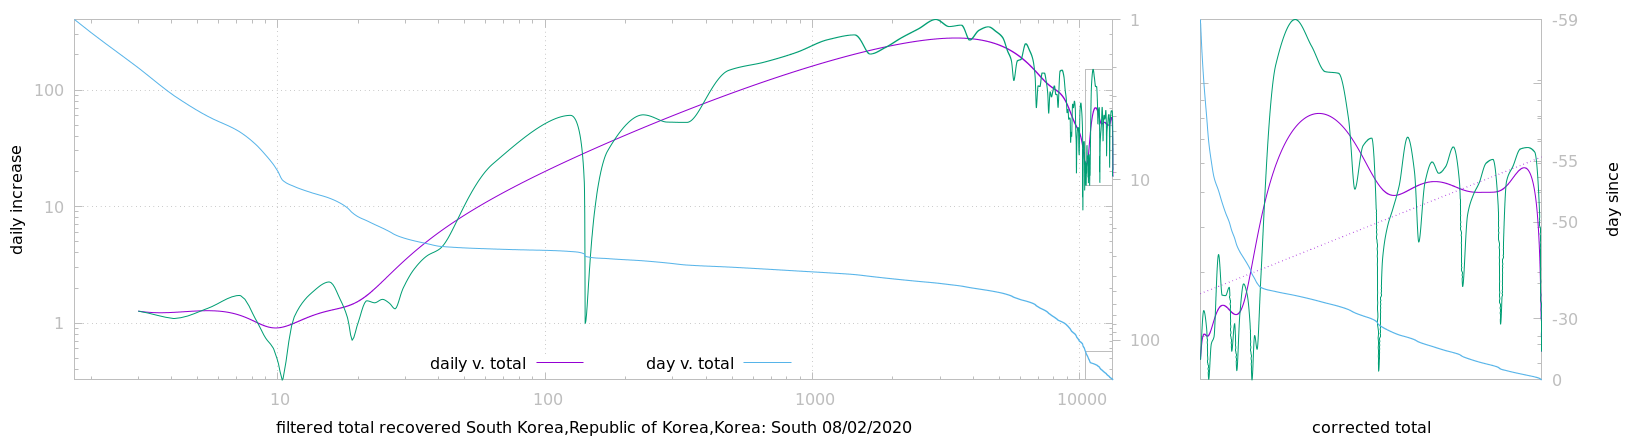 daily increase
100
10
1
10
100
1000
10000
1
10
100
daily v. total
day v. total
filtered total recovered South Korea,Republic of Korea,Korea: South 08/02/2020
-59
-55
-50
-30
0
day since
corrected total